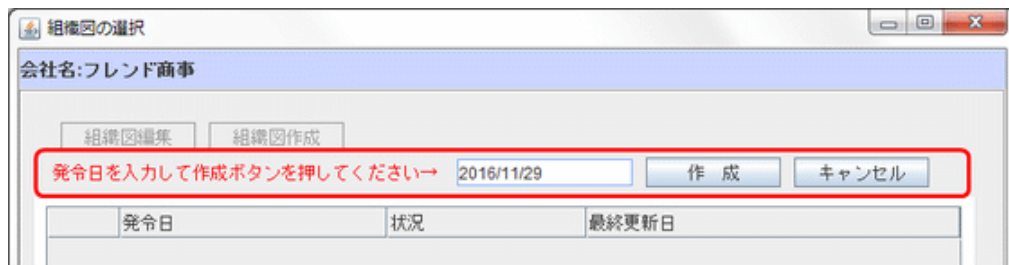 組織図の選択
会社名:フレンド商事
組織図編集 組織図作成
発令日を入力して作成ボタンを押してください→ 2016/11/29 作 成 キャンセル
発令日 状況 最終更新日